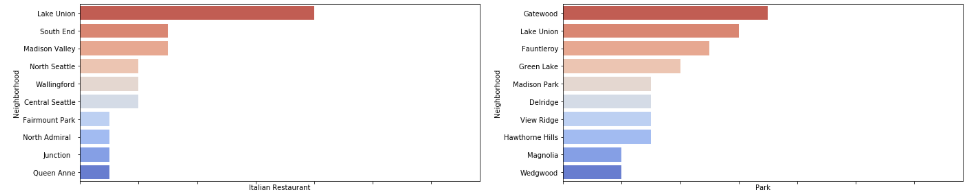 Neighborhood
Lake Union
South End
Madison Valley
North Seattle
Wallingford
Central Seattle
Fairmount Park
North Admiral
Junction
Queen Anne
Italian Restaurant
Neighborhood
Gatewood
Lake Union
Fauntleroy
Green Lake
Madison Park
Delridge
View Ridge
Hawthorne Hills
Magnolia
Wedgwood
Park